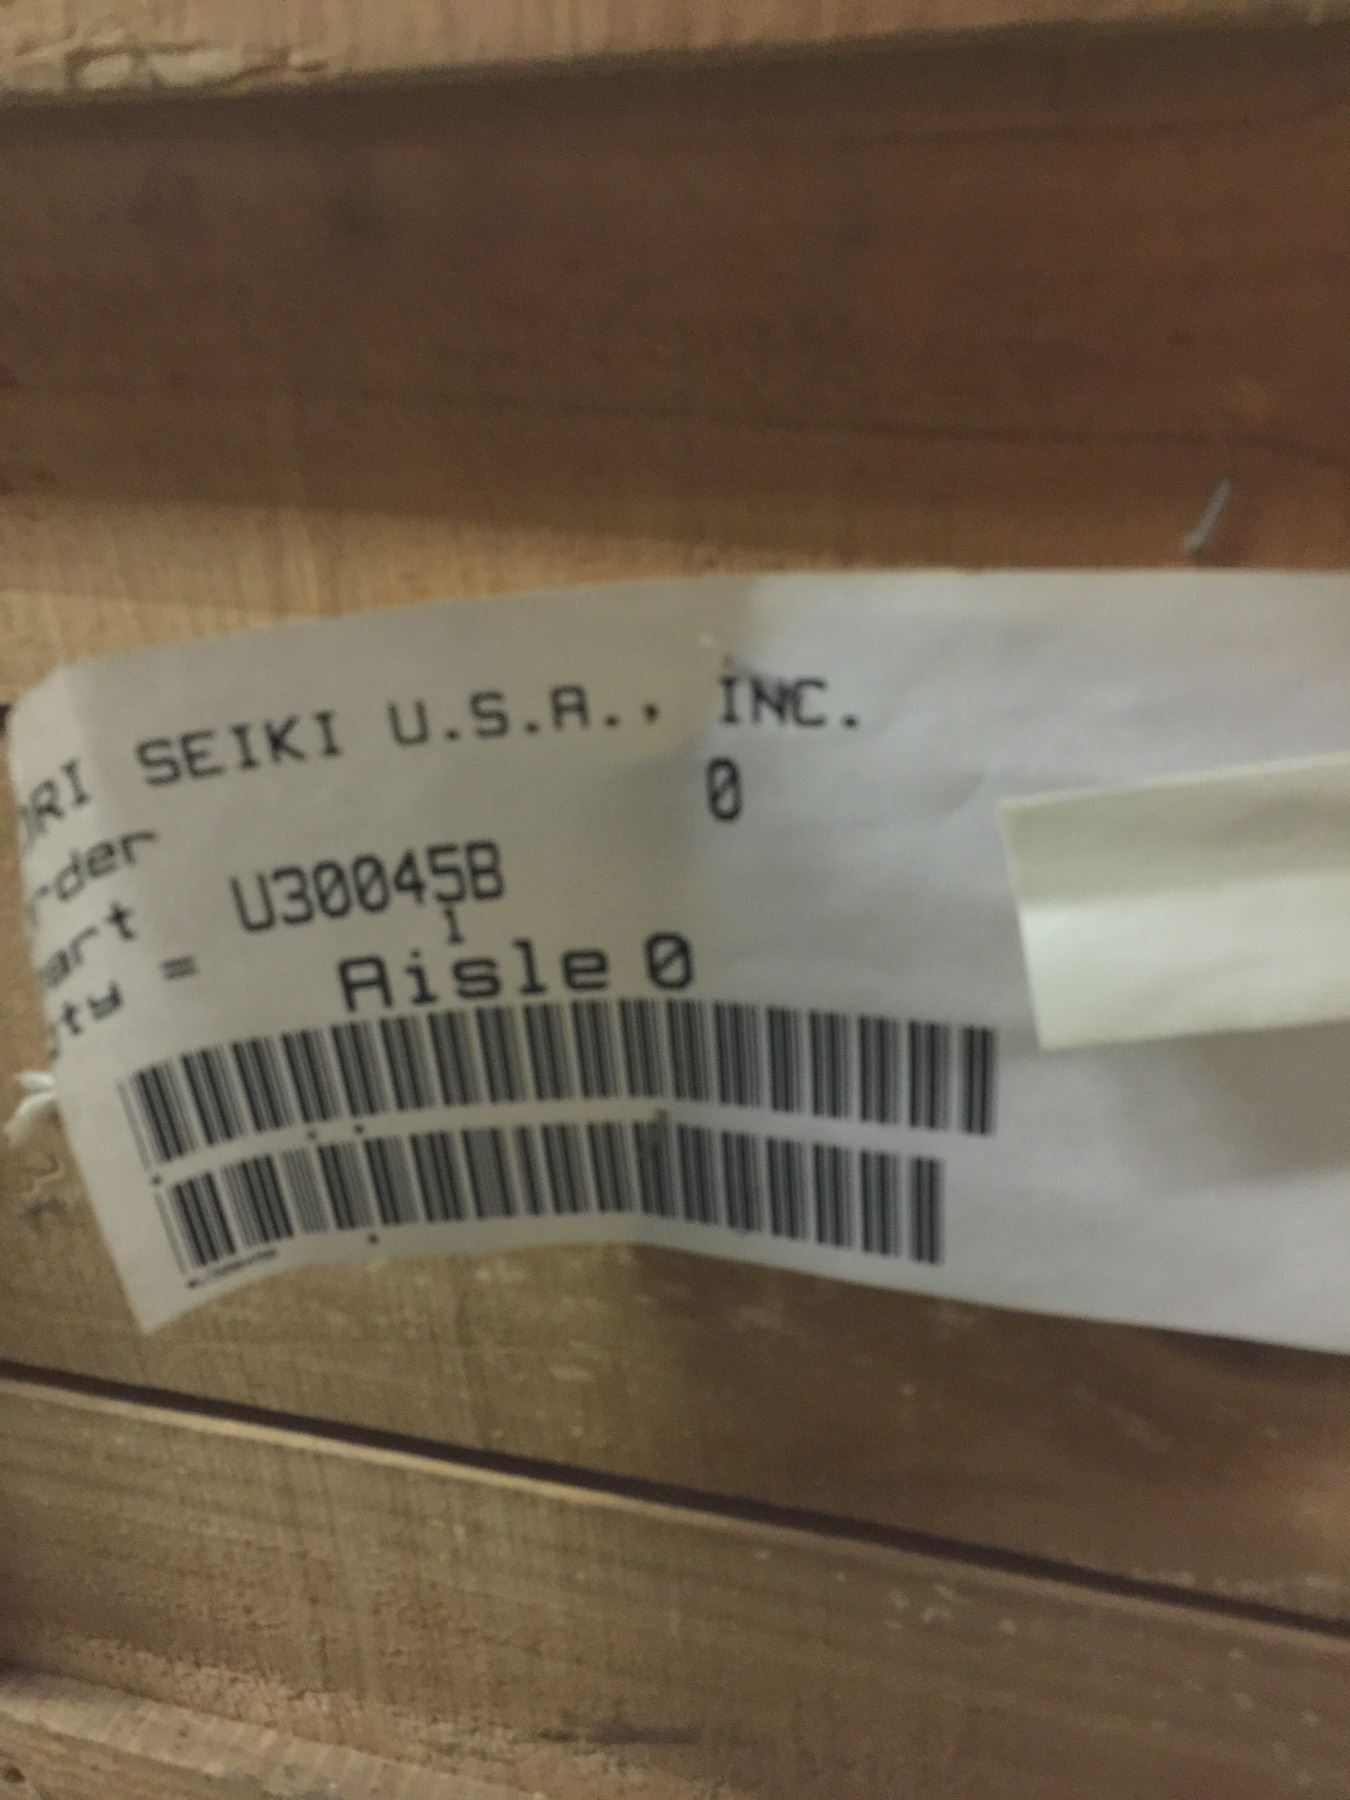 ORI SEIKI U.S.A., INC.
rder 0
art U30045B
ty = 1
Aisle 0